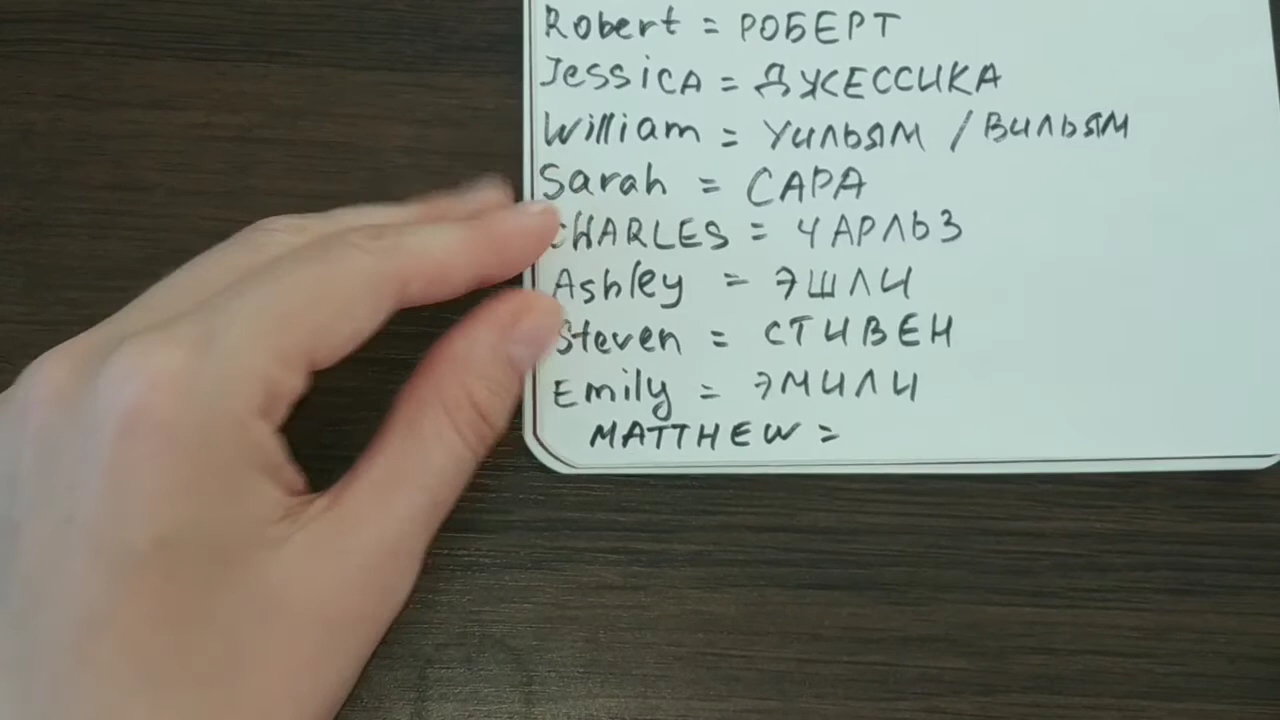 Robert = РОБЕРТ
Jessica = ДЖЕССИКА
William = УИЛЬЯМ / ВИЛЬЯМ
Sarah = САРА
CHARLES = ЧАРЛЬЗ
Ashley = ЭШЛИ
Steven = СТИВЕН
Emily = ЭМИЛИ
MATTHEW =